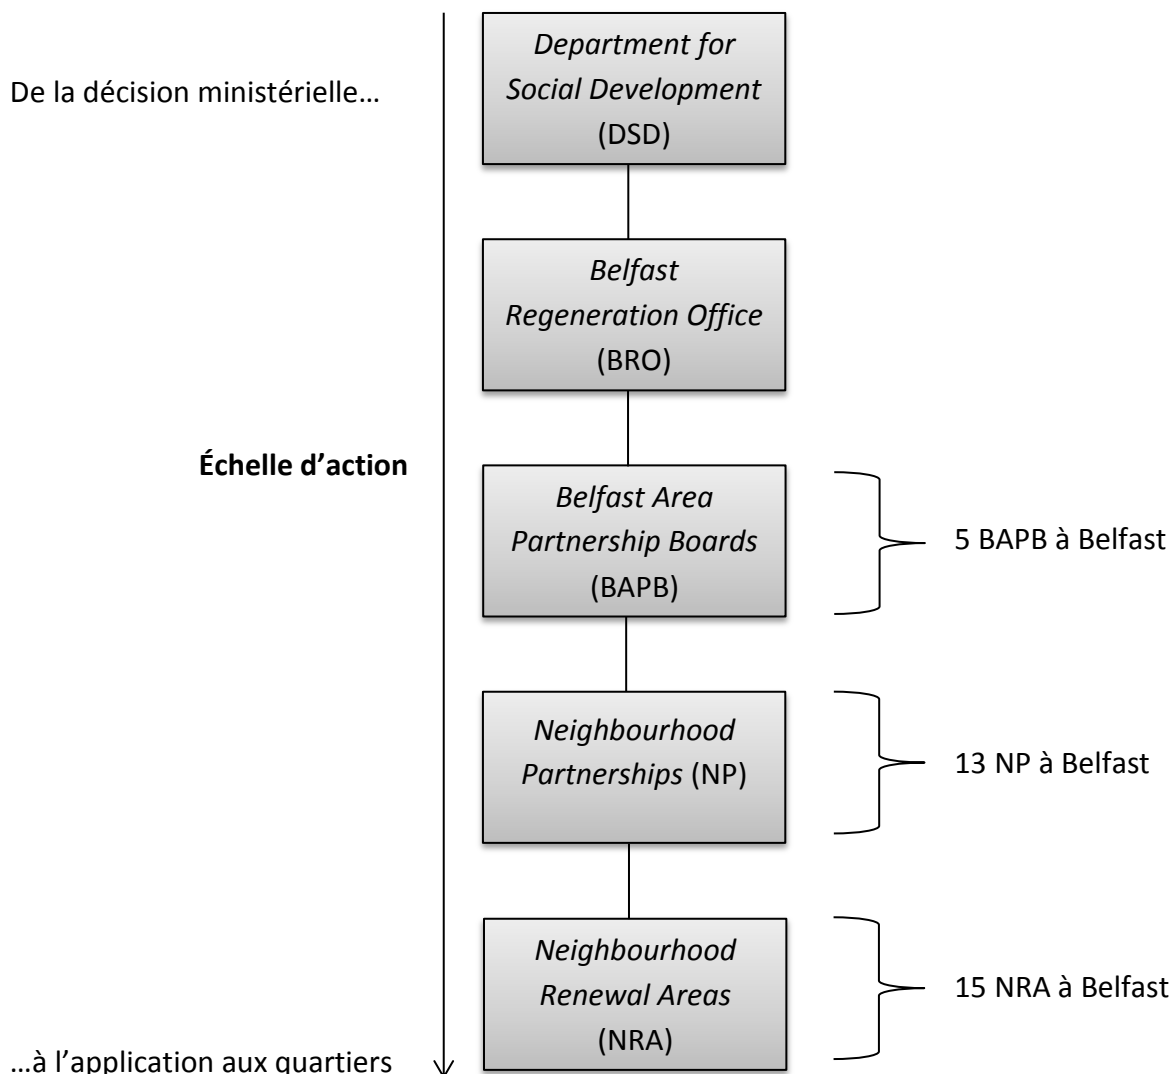 Department for
Social Development
(DSD)
De la décision ministérielle…
Belfast
Regeneration Office
(BRO)
Échelle d’action
Belfast Area
Partnership Boards
(BAPB)
5 BAPB à Belfast
Neighbourhood
Partnerships (NP)
13 NP à Belfast
Neighbourhood
Renewal Areas
(NRA)
15 NRA à Belfast
…à l’application aux quartiers